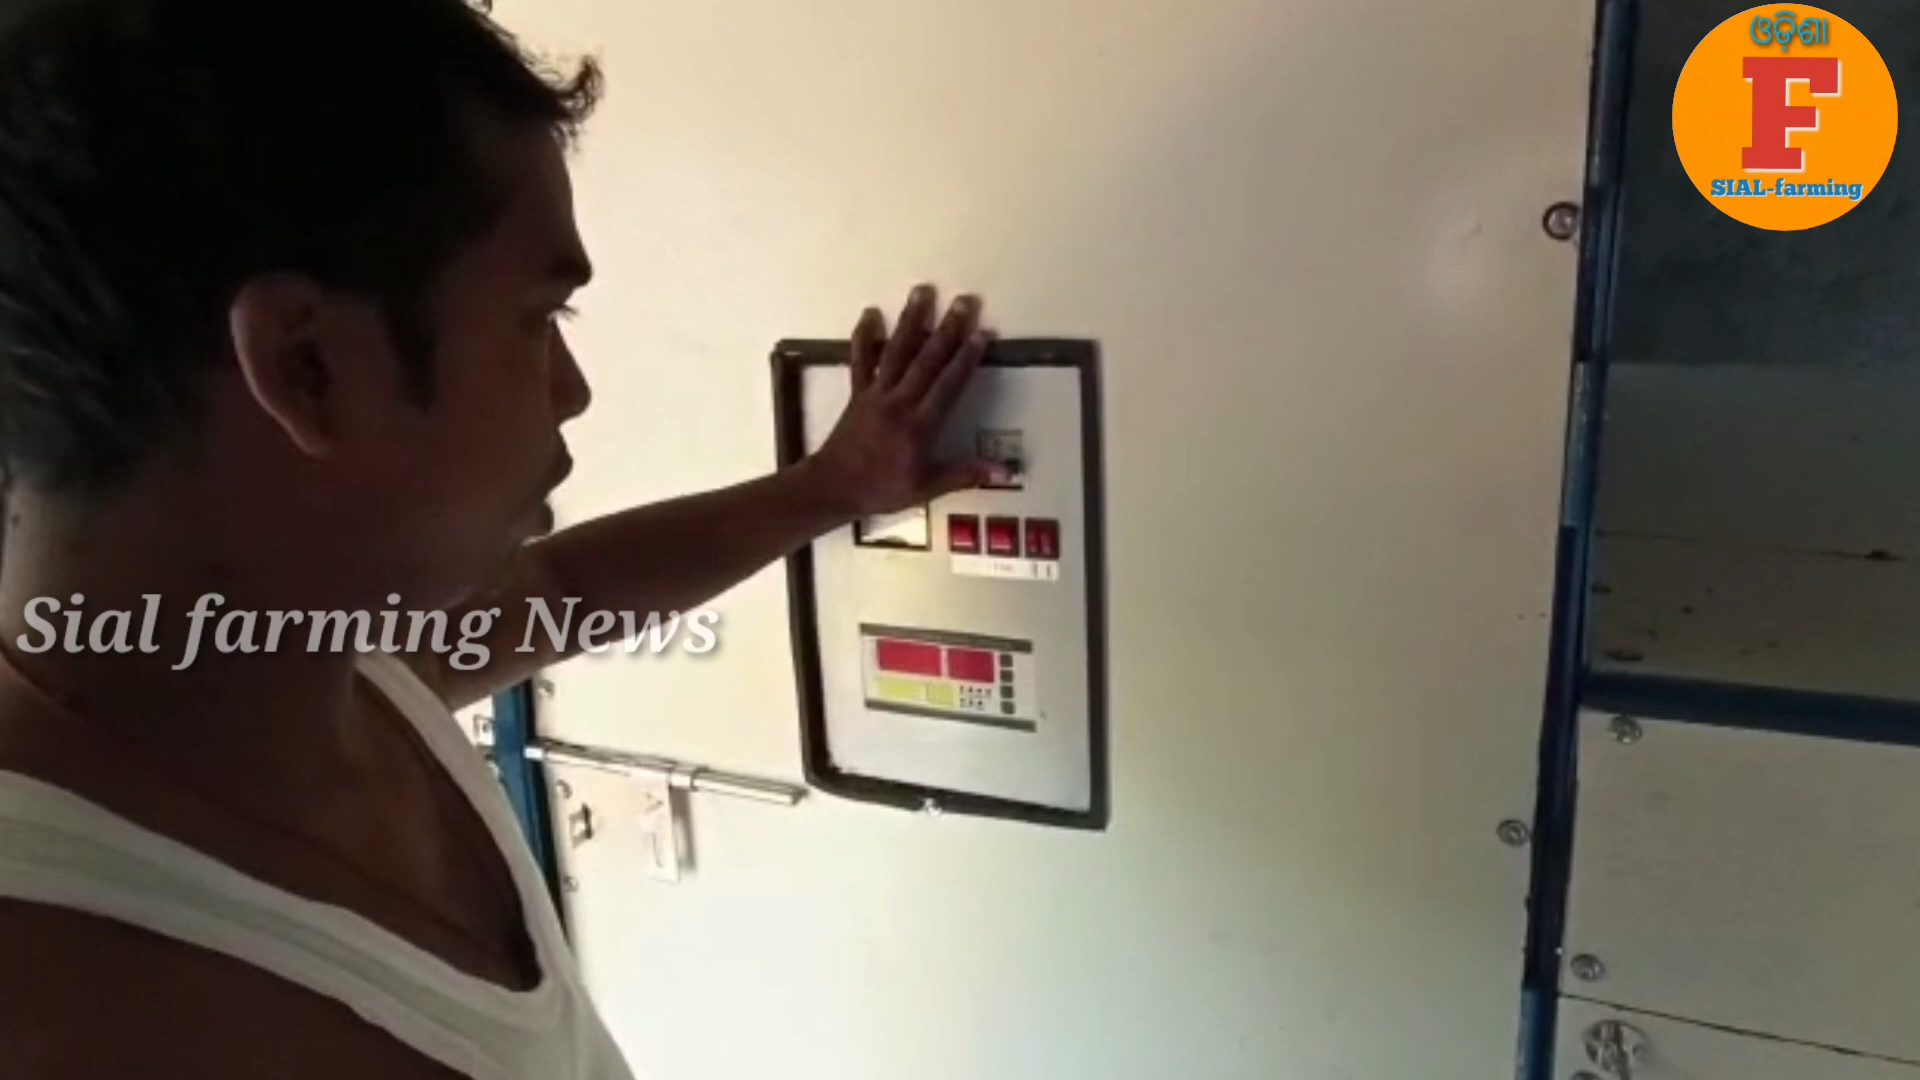 ଓଡ଼ିଶା
F
SIAL-farming
Sial farming News